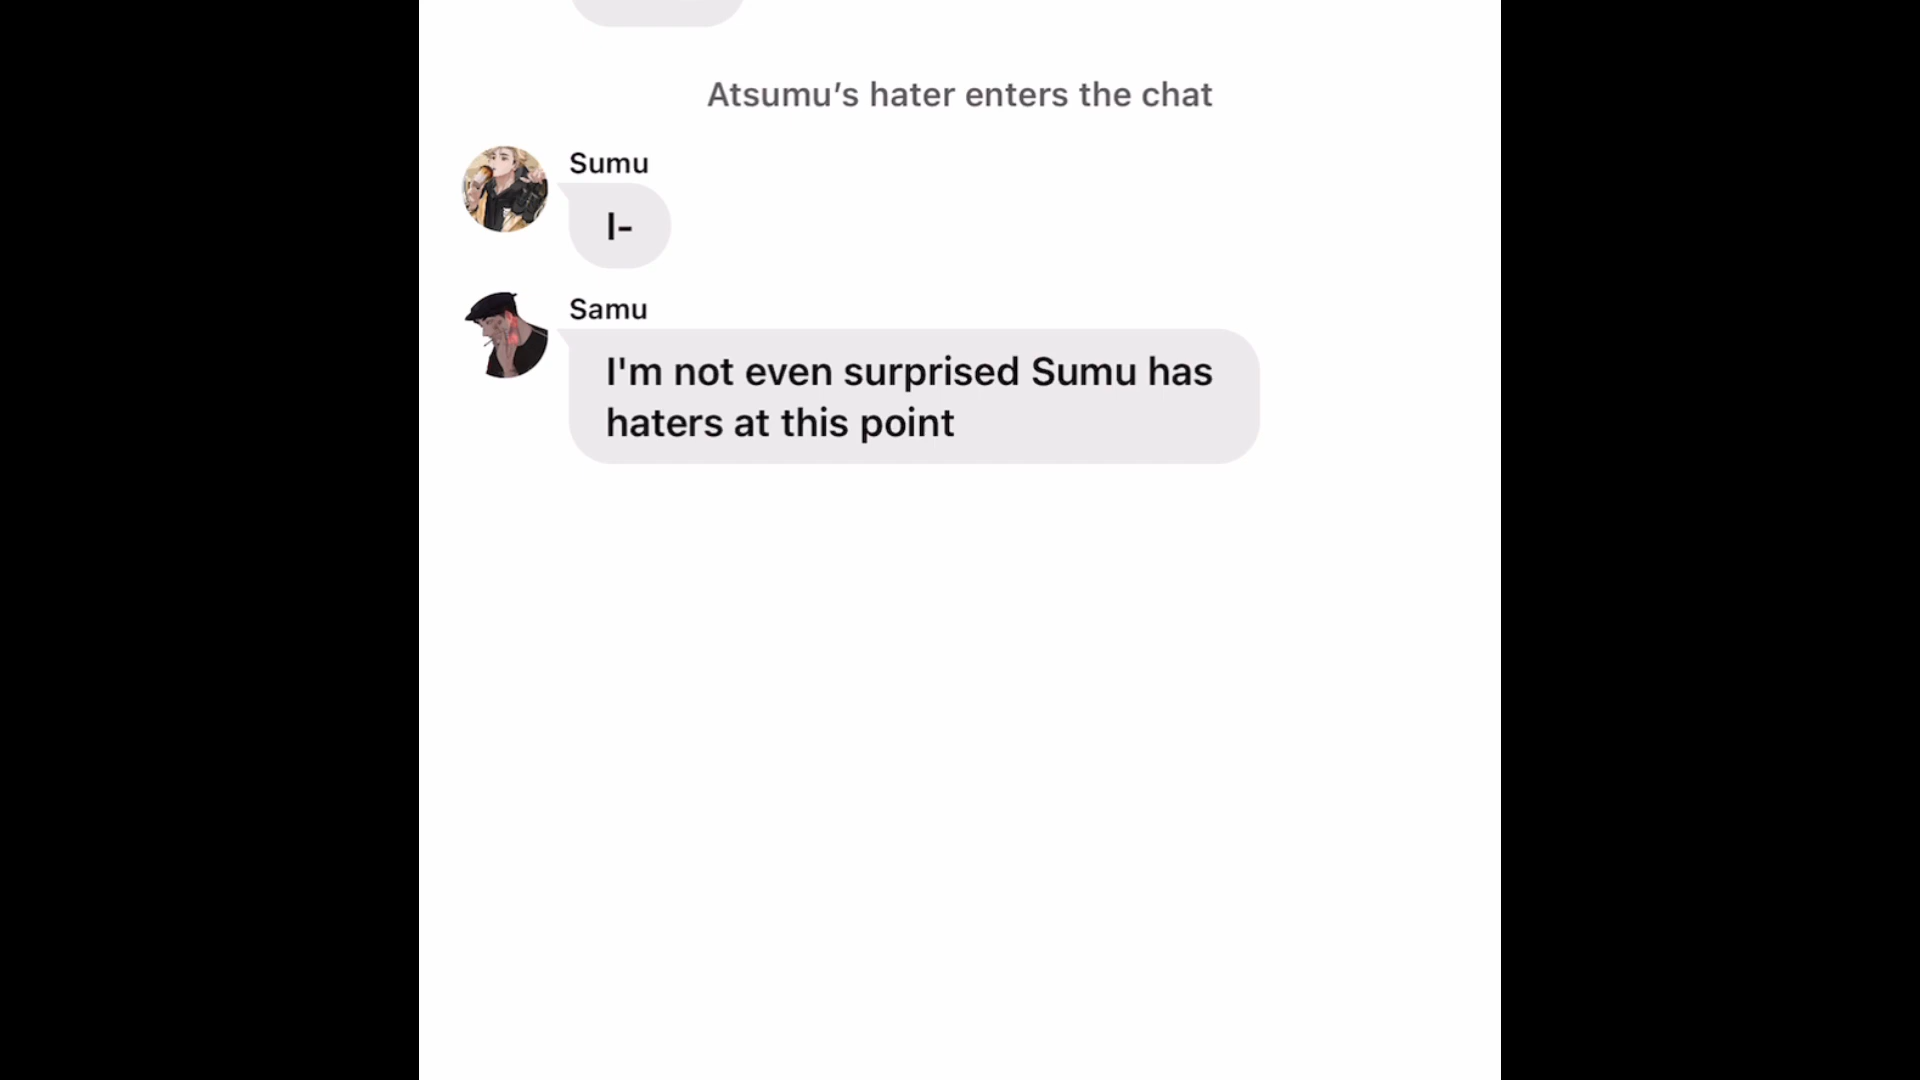 Atsumu’s hater enters the chat
Sumu
I-
Samu
I'm not even surprised Sumu has
haters at this point